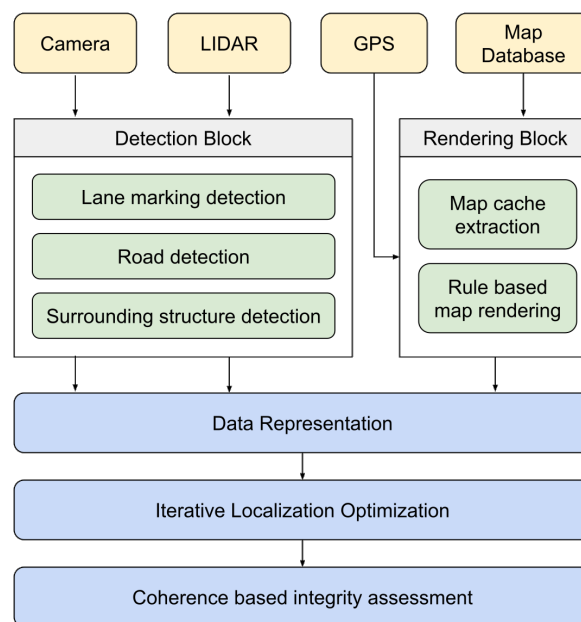 Camera
LIDAR
GPS
Map
Database
Detection Block
Rendering Block
Lane marking detection
Road detection
Surrounding structure detection
Map cache
extraction
Rule based
map rendering
Data Representation
Iterative Localization Optimization
Coherence based integrity assessment